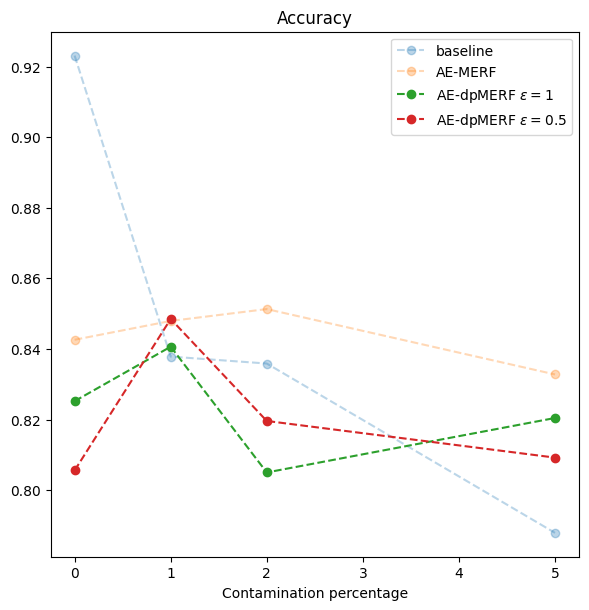 Accuracy
baseline
AE-MERF
AE-dpMERF ε = 1
AE-dpMERF ε = 0.5
0.92
0.90
0.88
0.86
0.84
0.82
0.80
0 1 2 3 4 5
Contamination percentage